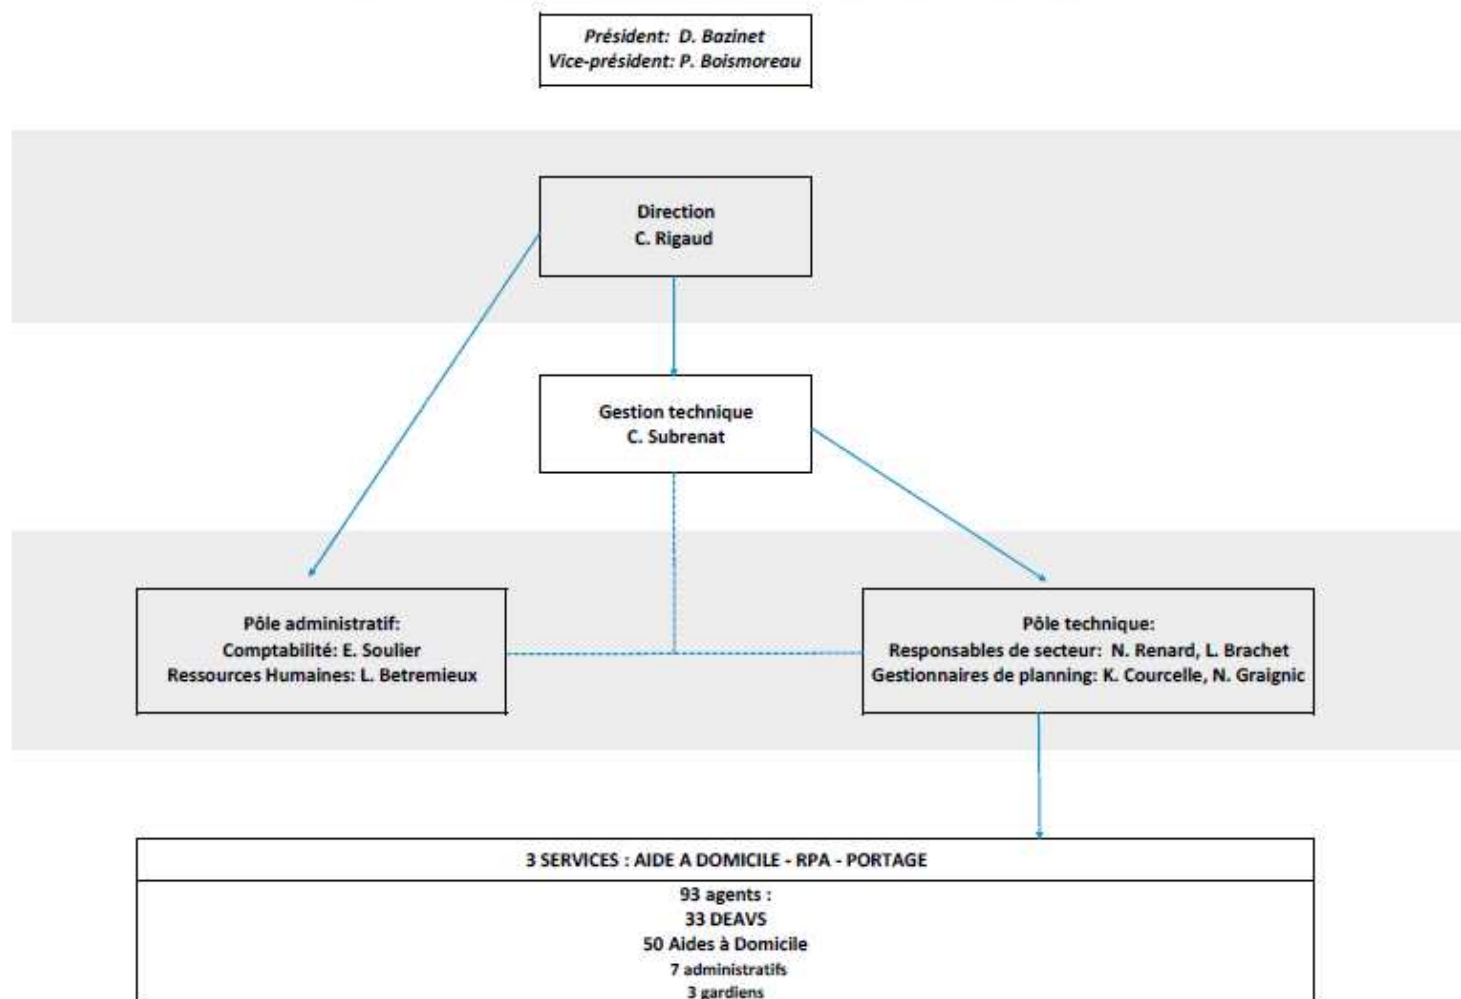 Président: D. Bazinet
Vice-président: P. Boismoreau
Direction
C. Rigaud
Gestion technique
C. Subrenat
Pôle administratif:
Comptabilité: E. Soulier
Ressources Humaines: L. Betremieux
Pôle technique:
Responsables de secteur: N. Renard, L. Brachet
Gestionnaires de planning: K. Courcelle, N. Graignic
3 SERVICES : AIDE A DOMICILE - RPA - PORTAGE
93 agents :
33 DEAVS
50 Aides à Domicile
7 administratifs
3 gardiens